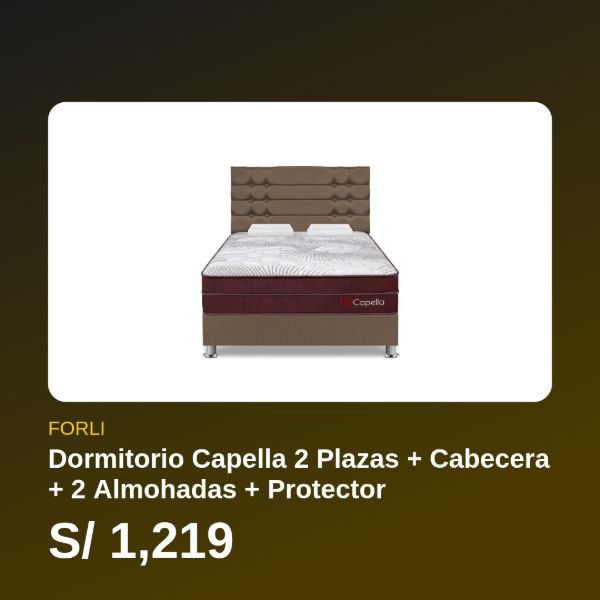 Capella
FORLI
Dormitorio Capella 2 Plazas + Cabecera
+ 2 Almohadas + Protector
S/ 1,219